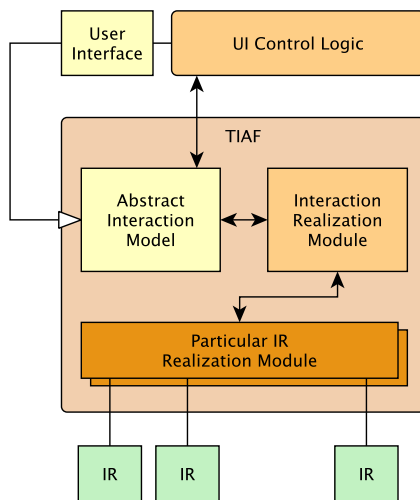 User
Interface
UI Control Logic
TIAF
Abstract
Interaction
Model
Interaction
Realization
Module
Particular IR
Realization Module
IR
IR
IR